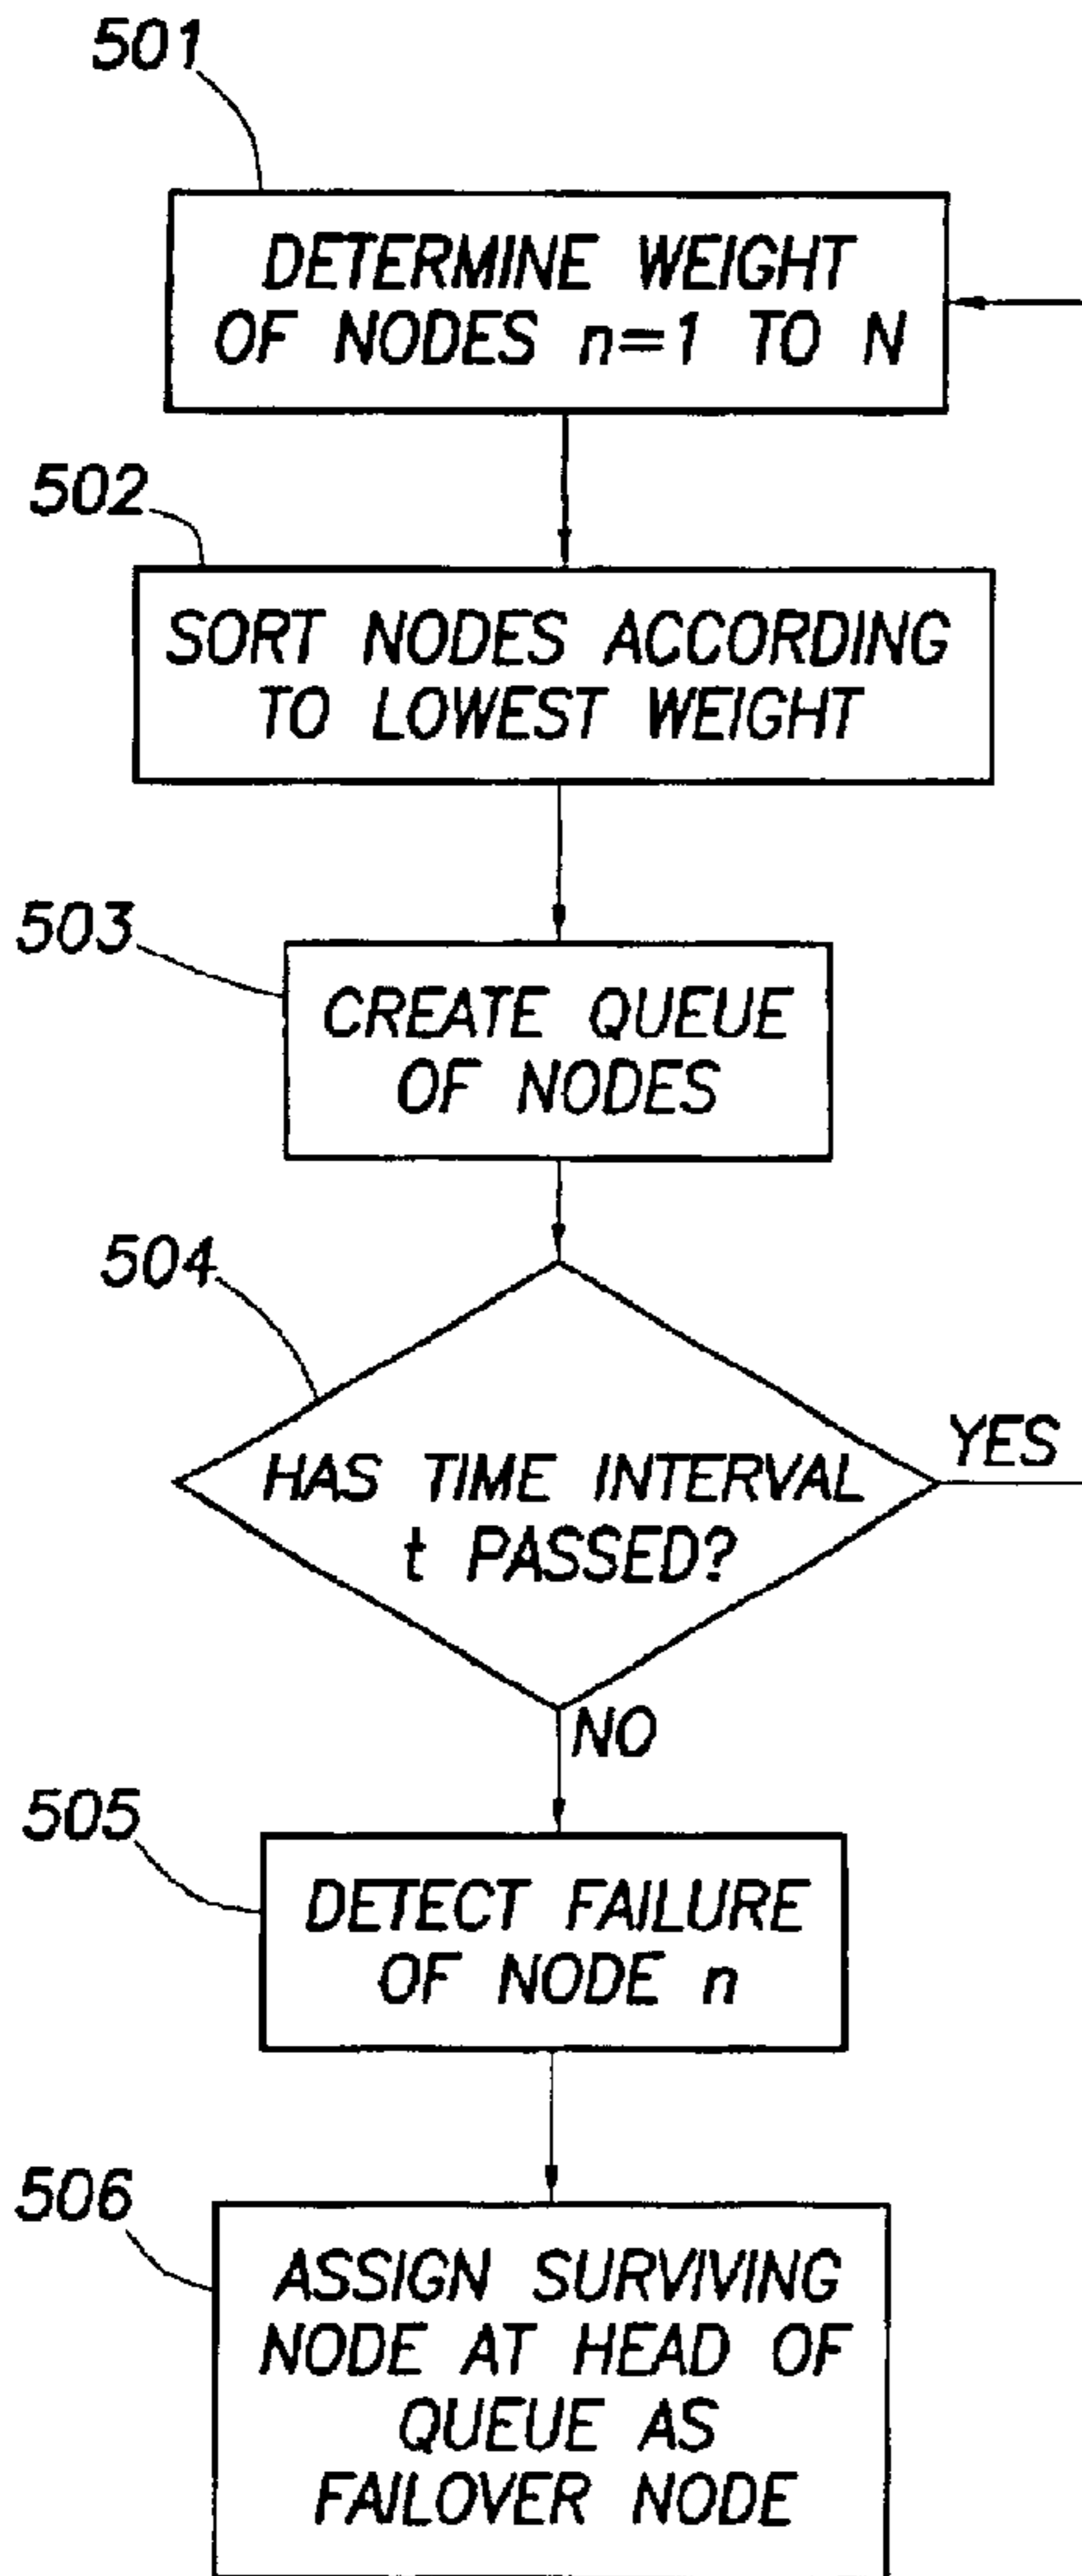 501
DETERMINE WEIGHT
OF NODES n=1 TO N
502
SORT NODES ACCORDING
TO LOWEST WEIGHT
503
CREATE QUEUE
OF NODES
504
HAS TIME INTERVAL
t PASSED?
YES
NO
505
DETECT FAILURE
OF NODE n
506
ASSIGN SURVIVING
NODE AT HEAD OF
QUEUE AS
FAILOVER NODE